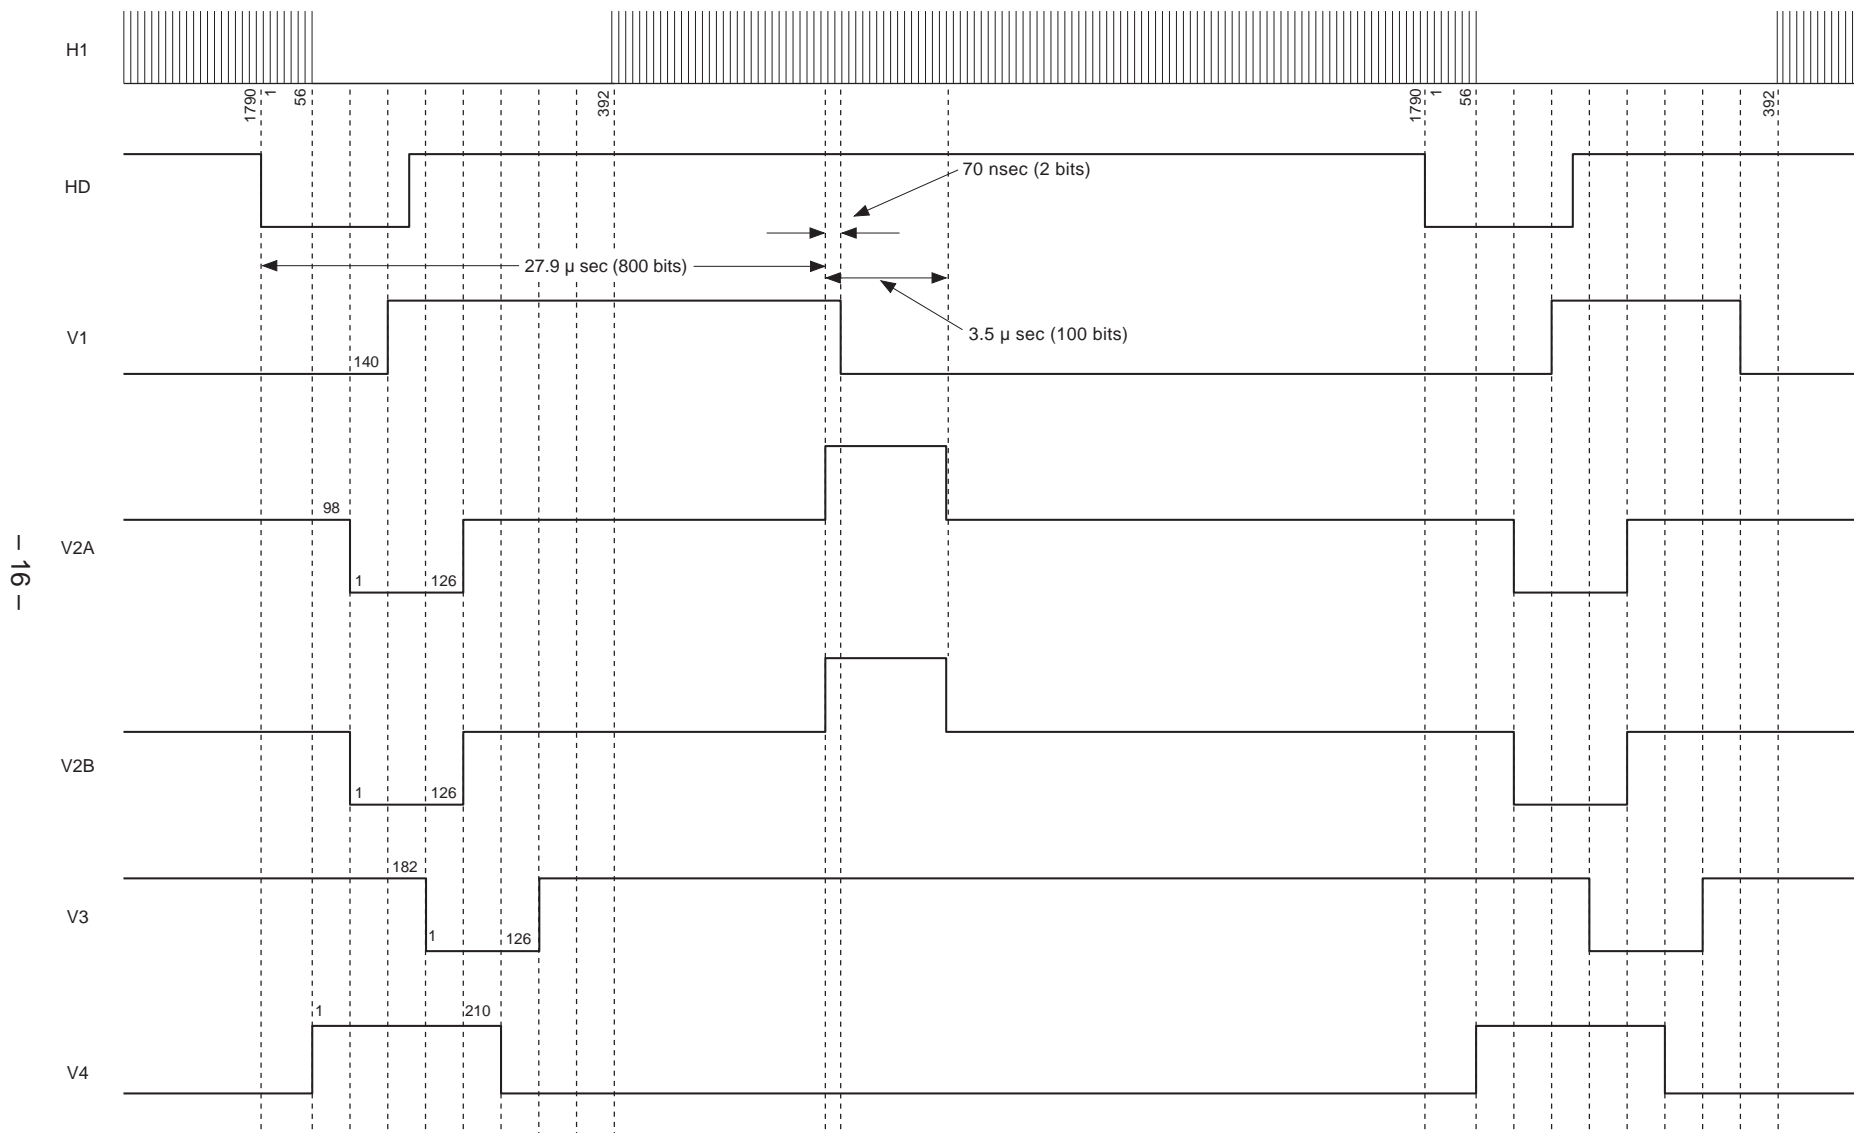 H1
1790
1
56
392
1790
1
56
392
HD
70 nsec (2 bits)
27.9 μ sec (800 bits)
3.5 μ sec (100 bits)
V1
140
98
V2A
1
126
– 16 –
V2B
1
126
182
V3
1
126
1
210
V4